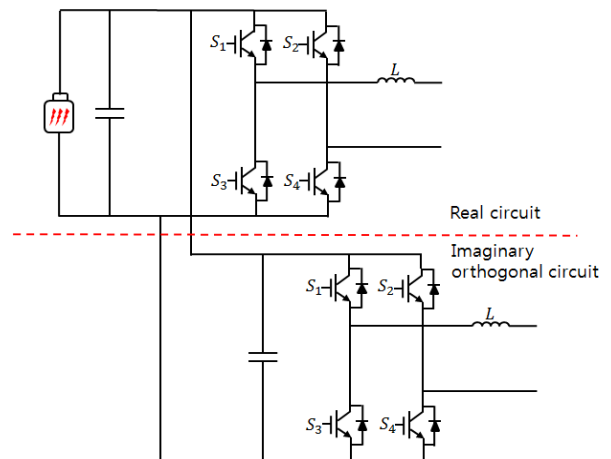 S₁ S₂
L
S₃ S₄
Real circuit
Imaginary
orthogonal circuit
S₁ S₂
L
S₃ S₄